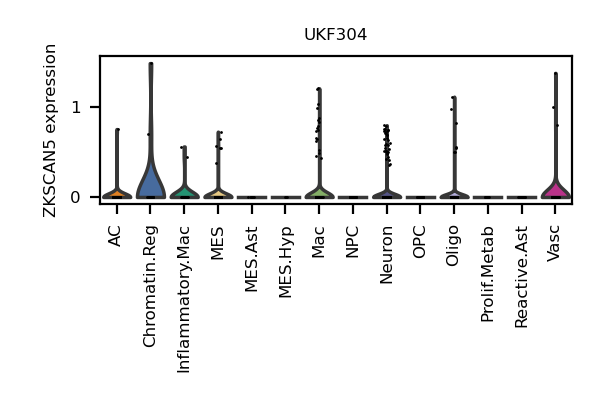 UKF304
ZKSCAN5 expression
1
0
AC
Chromatin.Reg
Inflammatory.Mac
MES
MES.Ast
MES.Hyp
Mac
NPC
Neuron
OPC
Oligo
Prolif.Metab
Reactive.Ast
Vasc